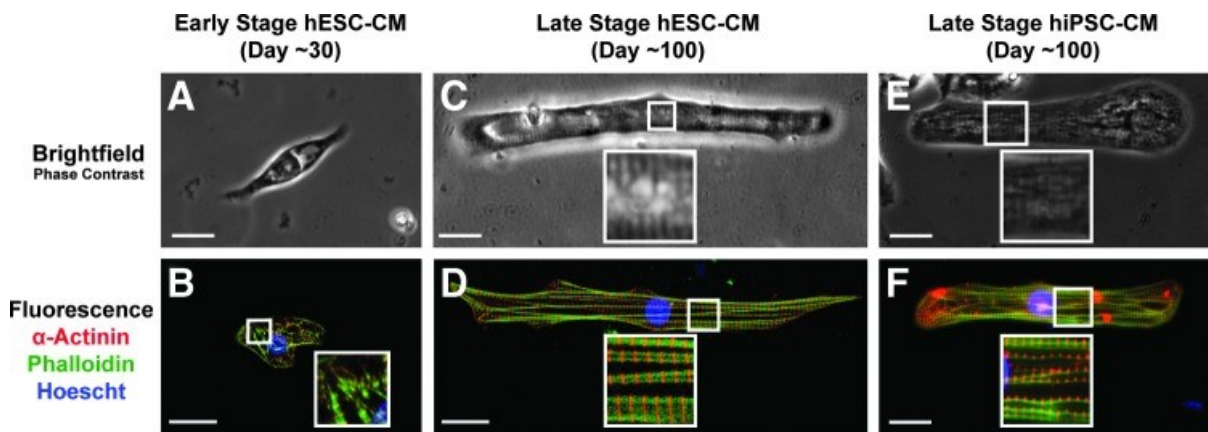 Early Stage hESC-CM
(Day ~30)
Late Stage hESC-CM
(Day ~100)
Late Stage hiPSC-CM
(Day ~100)
Brightfield
Phase Contrast
A
C
E
Fluorescence
α-Actinin
Phalloidin
Hoescht
B
D
F